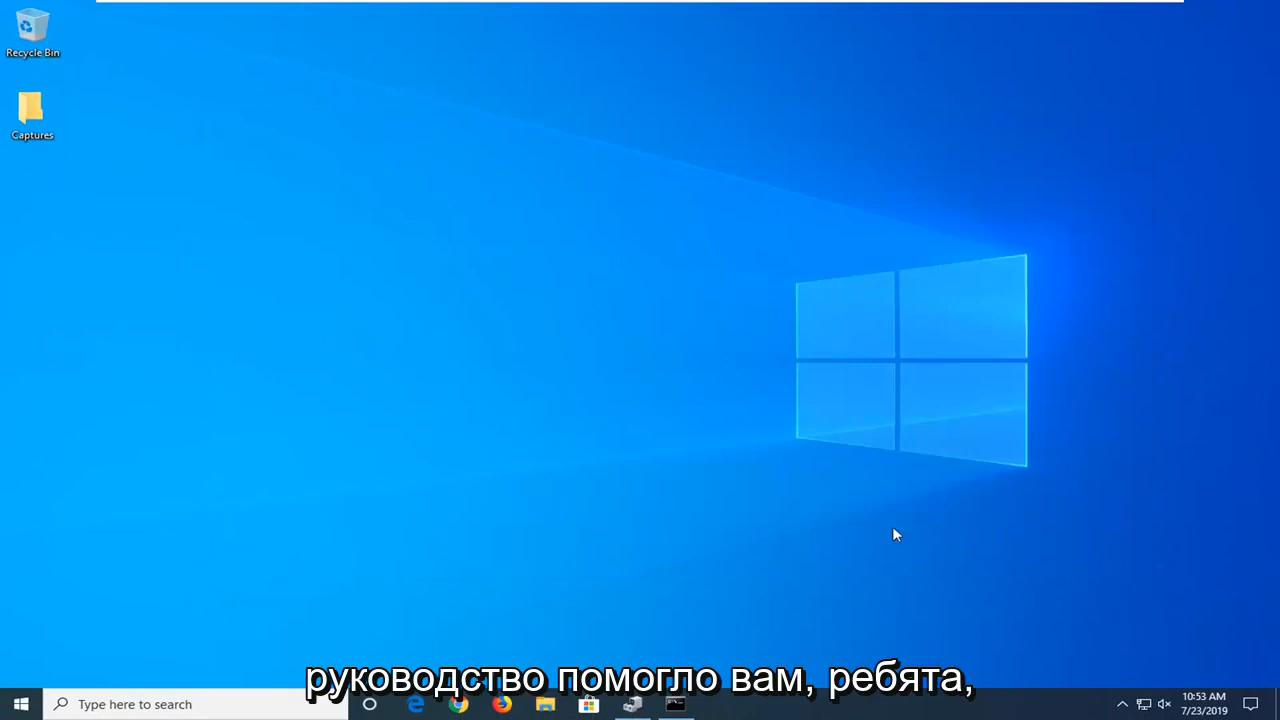 Recycle Bin
Captures
руководство помогло вам, ребята,
Type here to search
10:53 AM
7/23/2019